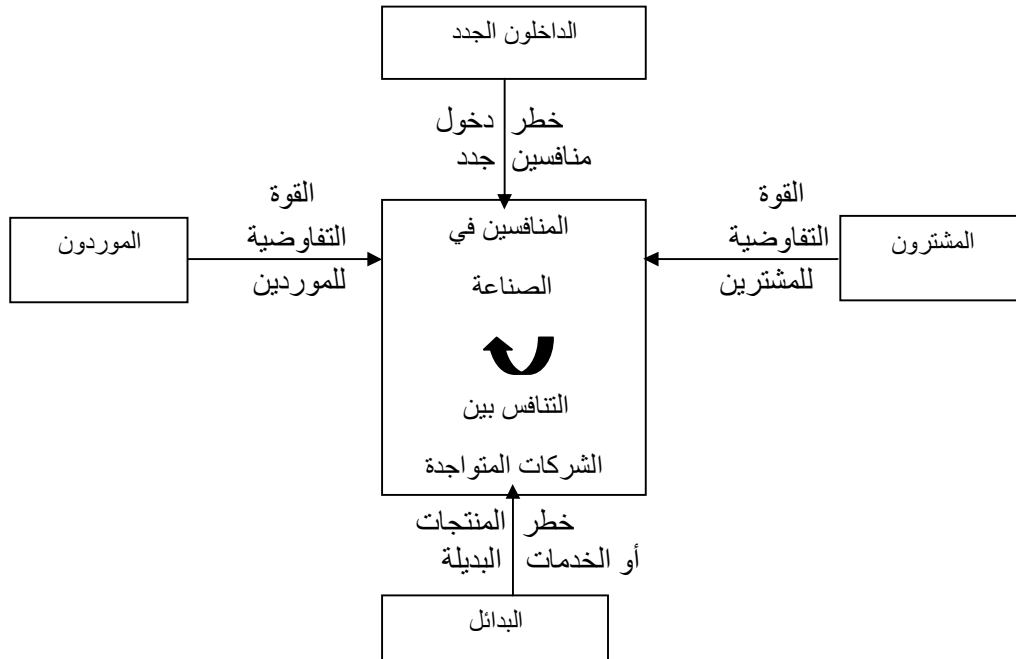 الداخلون الجدد
خطر دخول
منافسين جدد
المشترون
القوة
التفاوضية
للمشترين
المنافسين في
الصناعة
التنافس بين
الشركات المتواجدة
القوة
التفاوضية
للموردين
الموردون
خطر المنتجات
أو الخدمات البديلة
البدائل